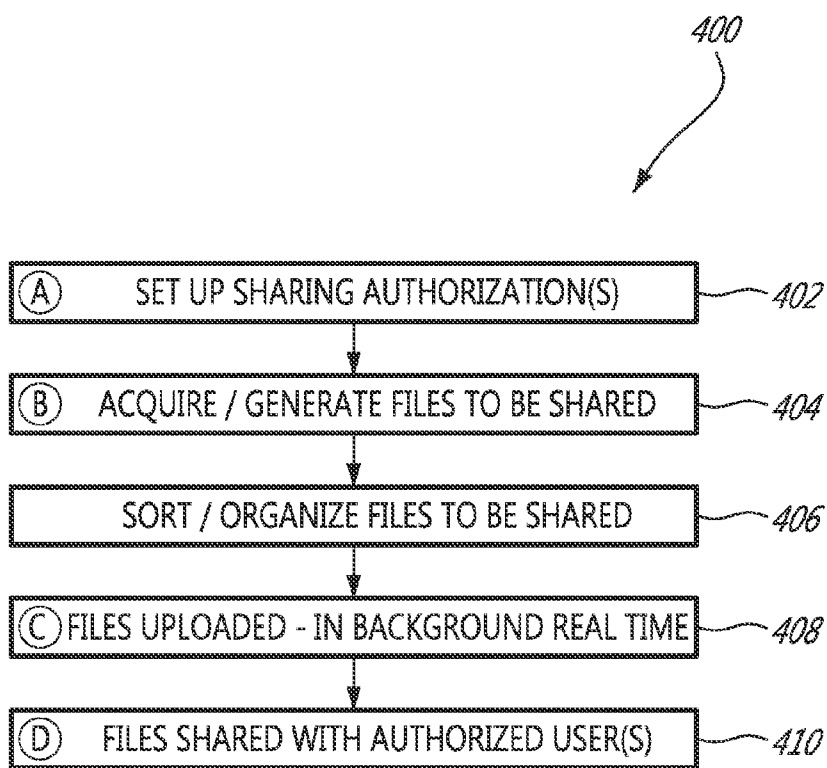 400
A SET UP SHARING AUTHORIZATION(S) 402
B ACQUIRE / GENERATE FILES TO BE SHARED 404
SORT / ORGANIZE FILES TO BE SHARED 406
C FILES UPLOADED - IN BACKGROUND REAL TIME 408
D FILES SHARED WITH AUTHORIZED USER(S) 410